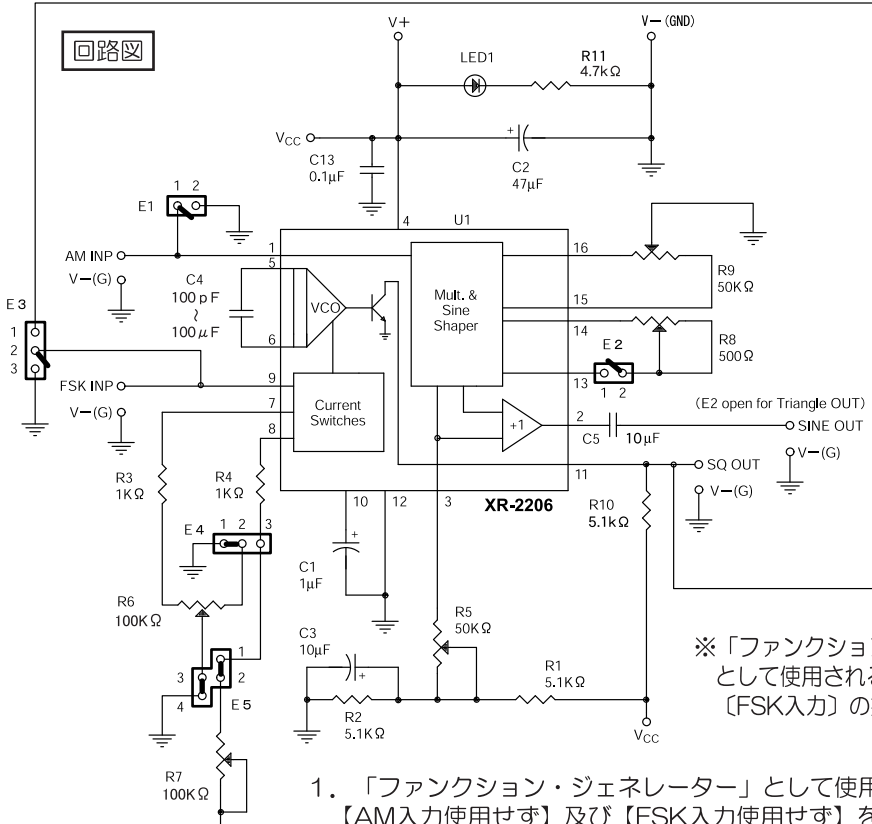 回路図
V+
V−(GND)
LED1
R11
4.7kΩ
VCC
C13
0.1μF
+
C2
47μF
1 2
E1
4
U1
AM INP
1
16
V−(G)
5
C4
100pF
~
100μF
VCO
Mult. &
Sine
Shaper
R9
50KΩ
15
14
E3
1
2
3
6
E2
R8
500Ω
13
1 2
FSK INP
9
V−(G)
7
8
Current
Switches
+1
2
(E2 open for Triangle OUT)
C5
10μF
SINE OUT
V−(G)
11
SQ OUT
V−(G)
R3
1KΩ
R4
1KΩ
10
12
3
XR-2206
R10
5.1kΩ
E4
1 2 3
+
C1
1μF
R6
100KΩ
R5
50KΩ
C3
10μF
+
3
4
1
2
E5
R2
5.1KΩ
R1
5.1KΩ
VCC
R7
100KΩ
※「ファンクショ
として使用され
〔FSK入力〕の
1. 「ファンクション・ジェネレーター」として使用
【AM入力使用せず】及び【FSK入力使用せず】を